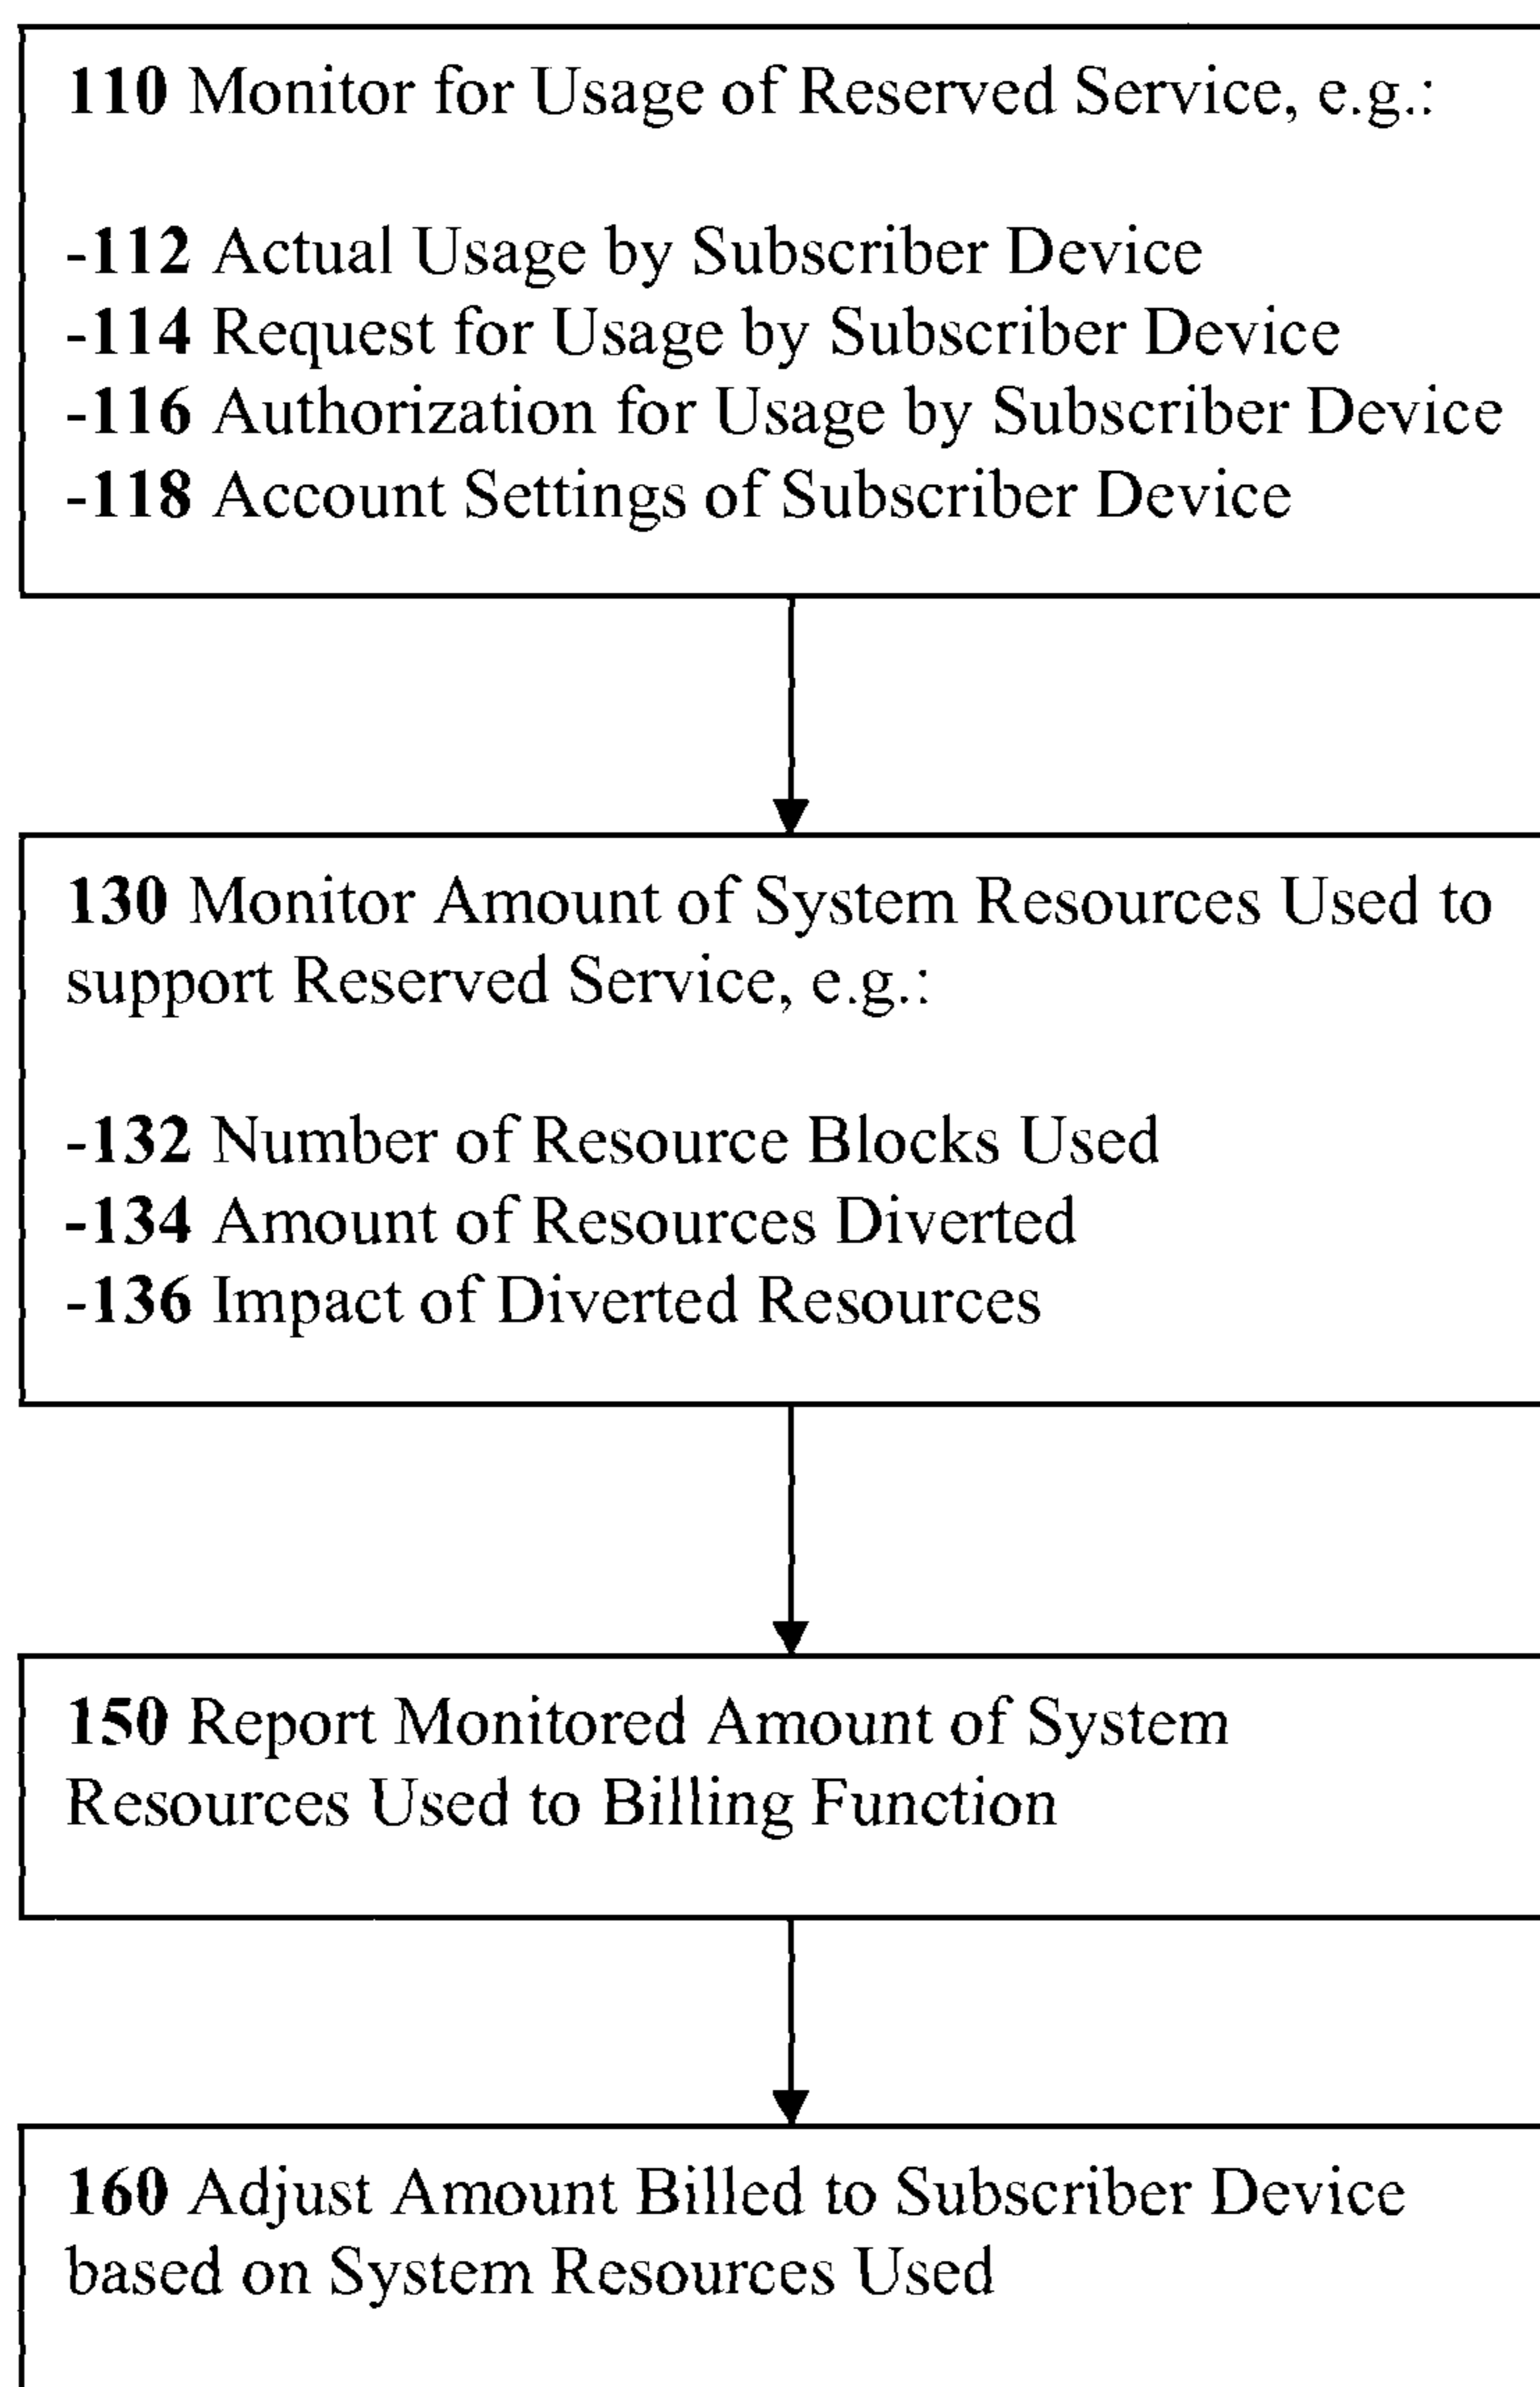 110 Monitor for Usage of Reserved Service, e.g.:
-112 Actual Usage by Subscriber Device
-114 Request for Usage by Subscriber Device
-116 Authorization for Usage by Subscriber Device
-118 Account Settings of Subscriber Device
130 Monitor Amount of System Resources Used to
support Reserved Service, e.g.:
-132 Number of Resource Blocks Used
-134 Amount of Resources Diverted
-136 Impact of Diverted Resources
150 Report Monitored Amount of System
Resources Used to Billing Function
160 Adjust Amount Billed to Subscriber Device
based on System Resources Used